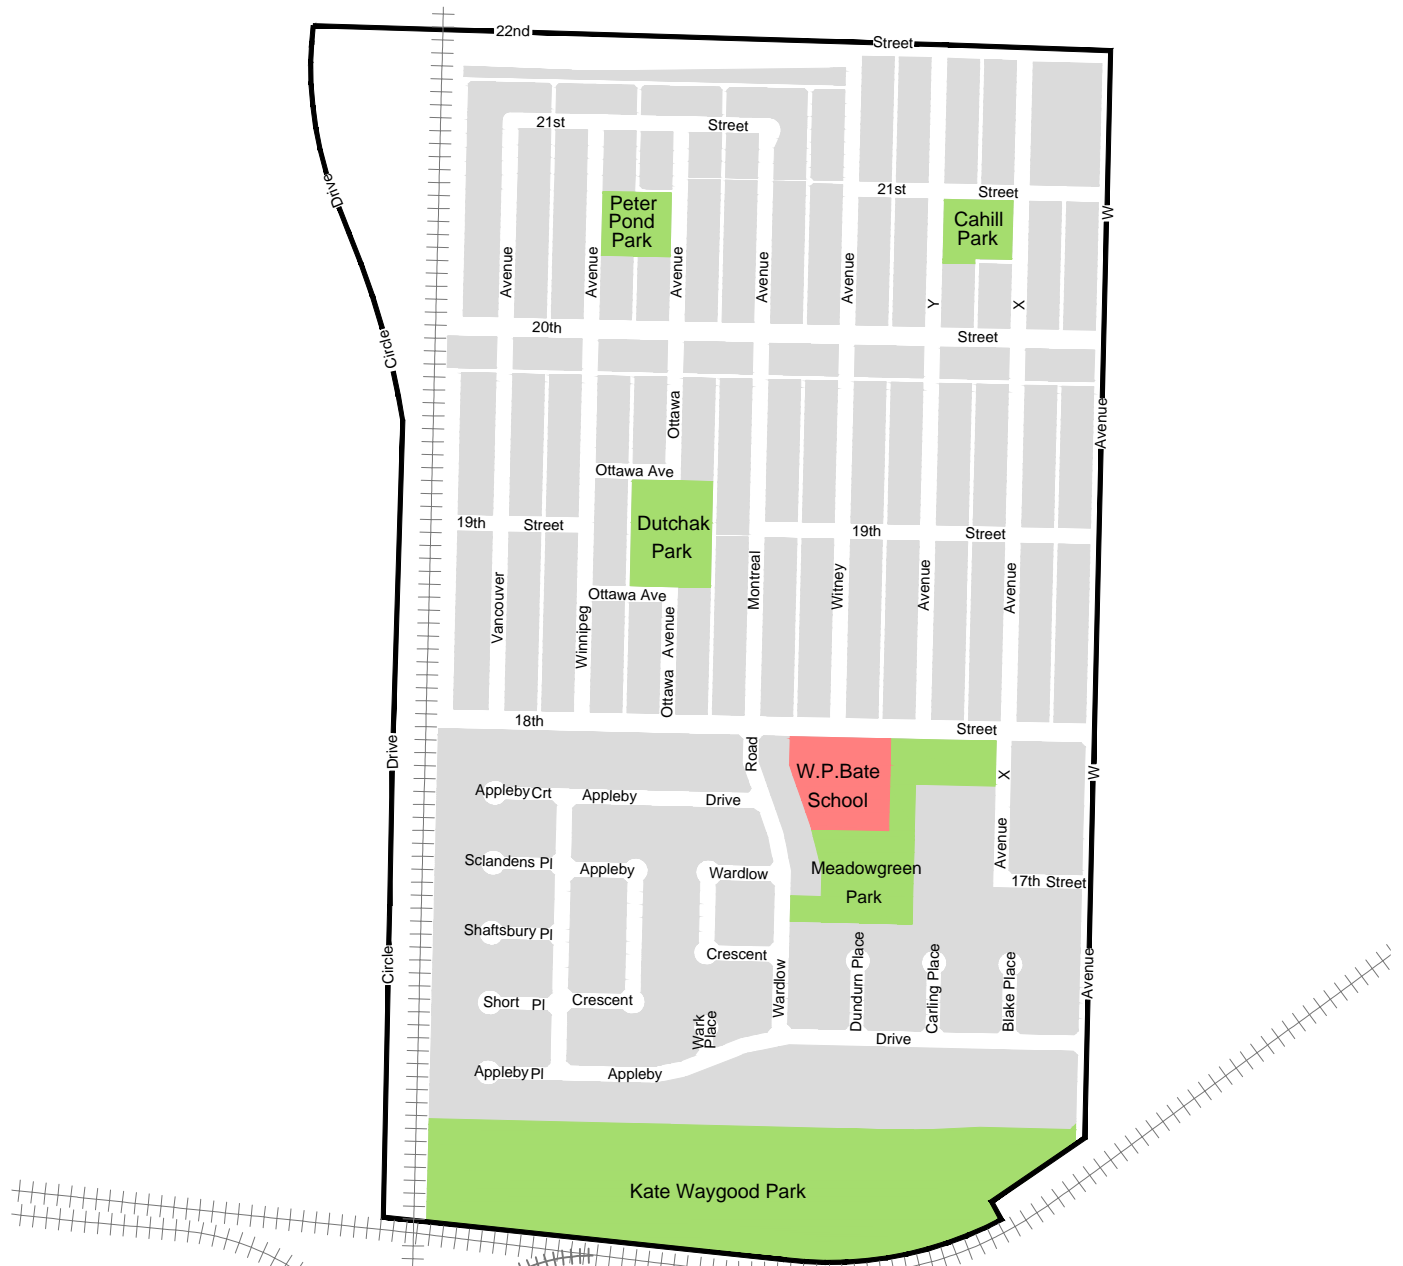 22nd
Street
21st
Street
Drive
21st
Street
Peter
Pond
Park
Cahill
Park
W
Avenue
Avenue
Avenue
Avenue
Avenue
Y
X
20th
Street
Circle
Ottawa
Avenue
Ottawa Ave
19th
Street
Dutchak
Park
19th
Street
Vancouver
Winnipeg
Ottawa Ave
Ottawa Avenue
Montreal
Witney
Avenue
Avenue
18th
Street
Drive
Road
W.P.Bate
School
X
W
Appleby Crt
Appleby
Drive
Avenue
Sclandens Pl
Appleby
Wardlow
Meadowgreen
Park
17th Street
Shaftsbury Pl
Crescent
Circle
Wardlow
Dundurn Place
Carling Place
Blake Place
Avenue
Short Pl
Crescent
Wark
Place
Drive
Appleby Pl
Appleby
Kate Waygood Park